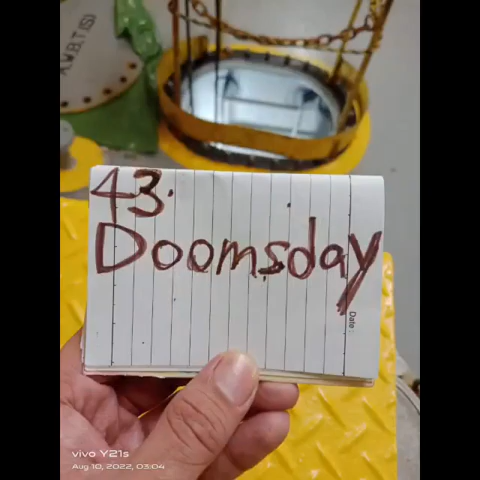 A.W.B.T.(S)
43.
Doomsday
Date:
vivo Y21s
Aug 10, 2022, 03:04